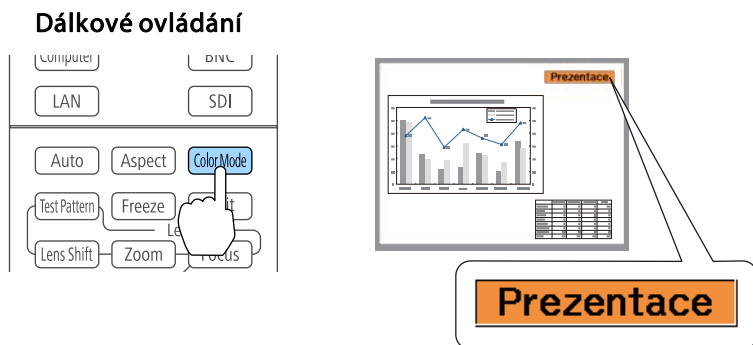 Dálkové ovládání
Computer BNC
LAN SDI
Auto Aspect Color Mode
Test Pattern Freeze
Lens Shift Zoom Focus
Prezentace
Prezentace